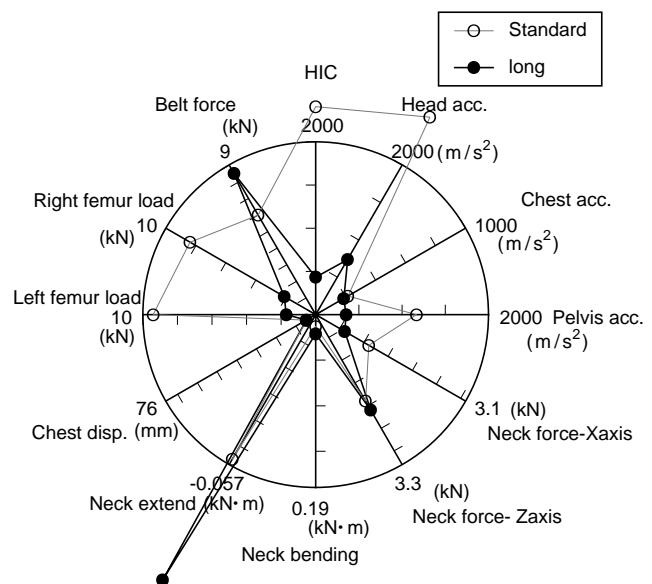 Standard
long
HIC
2000
Head acc.
2000 (m/s²)
Chest acc.
1000
(m/s²)
2000 Pelvis acc.
(m/s²)
3.1 (kN)
Neck force-Xaxis
3.3 (kN)
Neck force- Zaxis
0.19
(kN·m)
Neck bending
-0.057
Neck extend (kN·m)
76
Chest disp. (mm)
Left femur load
10
(kN)
Right femur load
10
(kN)
Belt force
(kN)
9